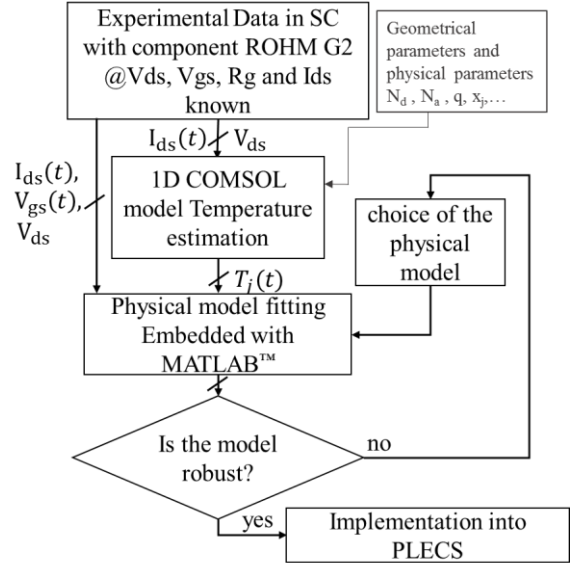 Experimental Data in SC
with component ROHM G2
@Vds, Vgs, Rg and Ids
known
Geometrical
parameters and
physical parameters
N_d , N_a , q, x_j,...
I_ds(t)
V_ds
I_ds(t),
V_gs(t),
V_ds
1D COMSOL
model Temperature
estimation
choice of the
physical
model
T_j(t)
Physical model fitting
Embedded with
MATLAB™
Is the model
robust?
no
yes
Implementation into
PLECS